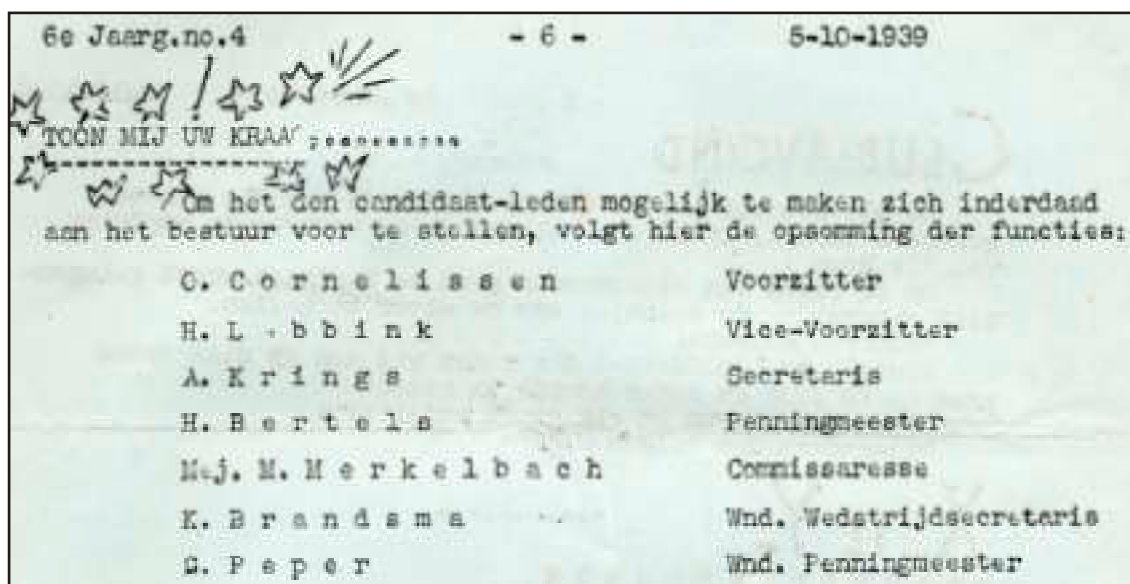 6e Jaarg.no.4 - 6 - 5-10-1939
TOON MIJ UW
Om het den candidaat-leden mogelijk te maken zich inderdaad
aan het bestuur voor te stellen, volgt hier de opsomming der functies:
C. C o r n e l i s s e n Voorzitter
H. Vice-Voorzitter
A. K r i n g s Secretaris
H. B e r t e l s Penningmeester
Mej. M. M e r k e l b a c h Commissaresse
K. B r a n d s m a Wnd. Wedstrijdsecretaris
G. P e p e r Wnd. Penningmeester